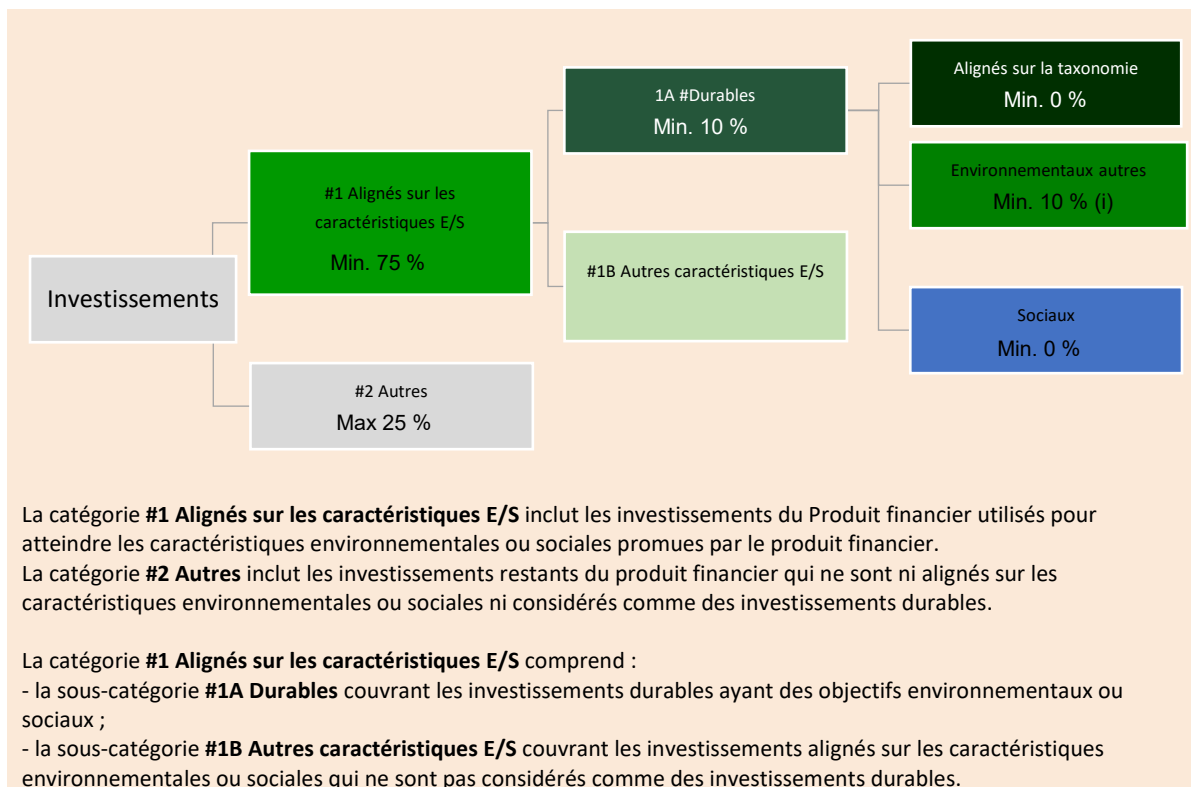 Alignés sur la taxonomie
Min. 0 %
1A #Durables
Min. 10 %
Environnementaux autres
Min. 10 % (i)
#1 Alignés sur les
caractéristiques E/S
Min. 75 %
#1B Autres caractéristiques E/S
Investissements
Sociaux
Min. 0 %
#2 Autres
Max 25 %
La catégorie #1 Alignés sur les caractéristiques E/S inclut les investissements du Produit financier utilisés pour
atteindre les caractéristiques environnementales ou sociales promues par le produit financier.
La catégorie #2 Autres inclut les investissements restants du produit financier qui ne sont ni alignés sur les
caractéristiques environnementales ou sociales ni considérés comme des investissements durables.
La catégorie #1 Alignés sur les caractéristiques E/S comprend :
- la sous-catégorie #1A Durables couvrant les investissements durables ayant des objectifs environnementaux ou
sociaux ;
- la sous-catégorie #1B Autres caractéristiques E/S couvrant les investissements alignés sur les caractéristiques
environnementales ou sociales qui ne sont pas considérés comme des investissements durables.